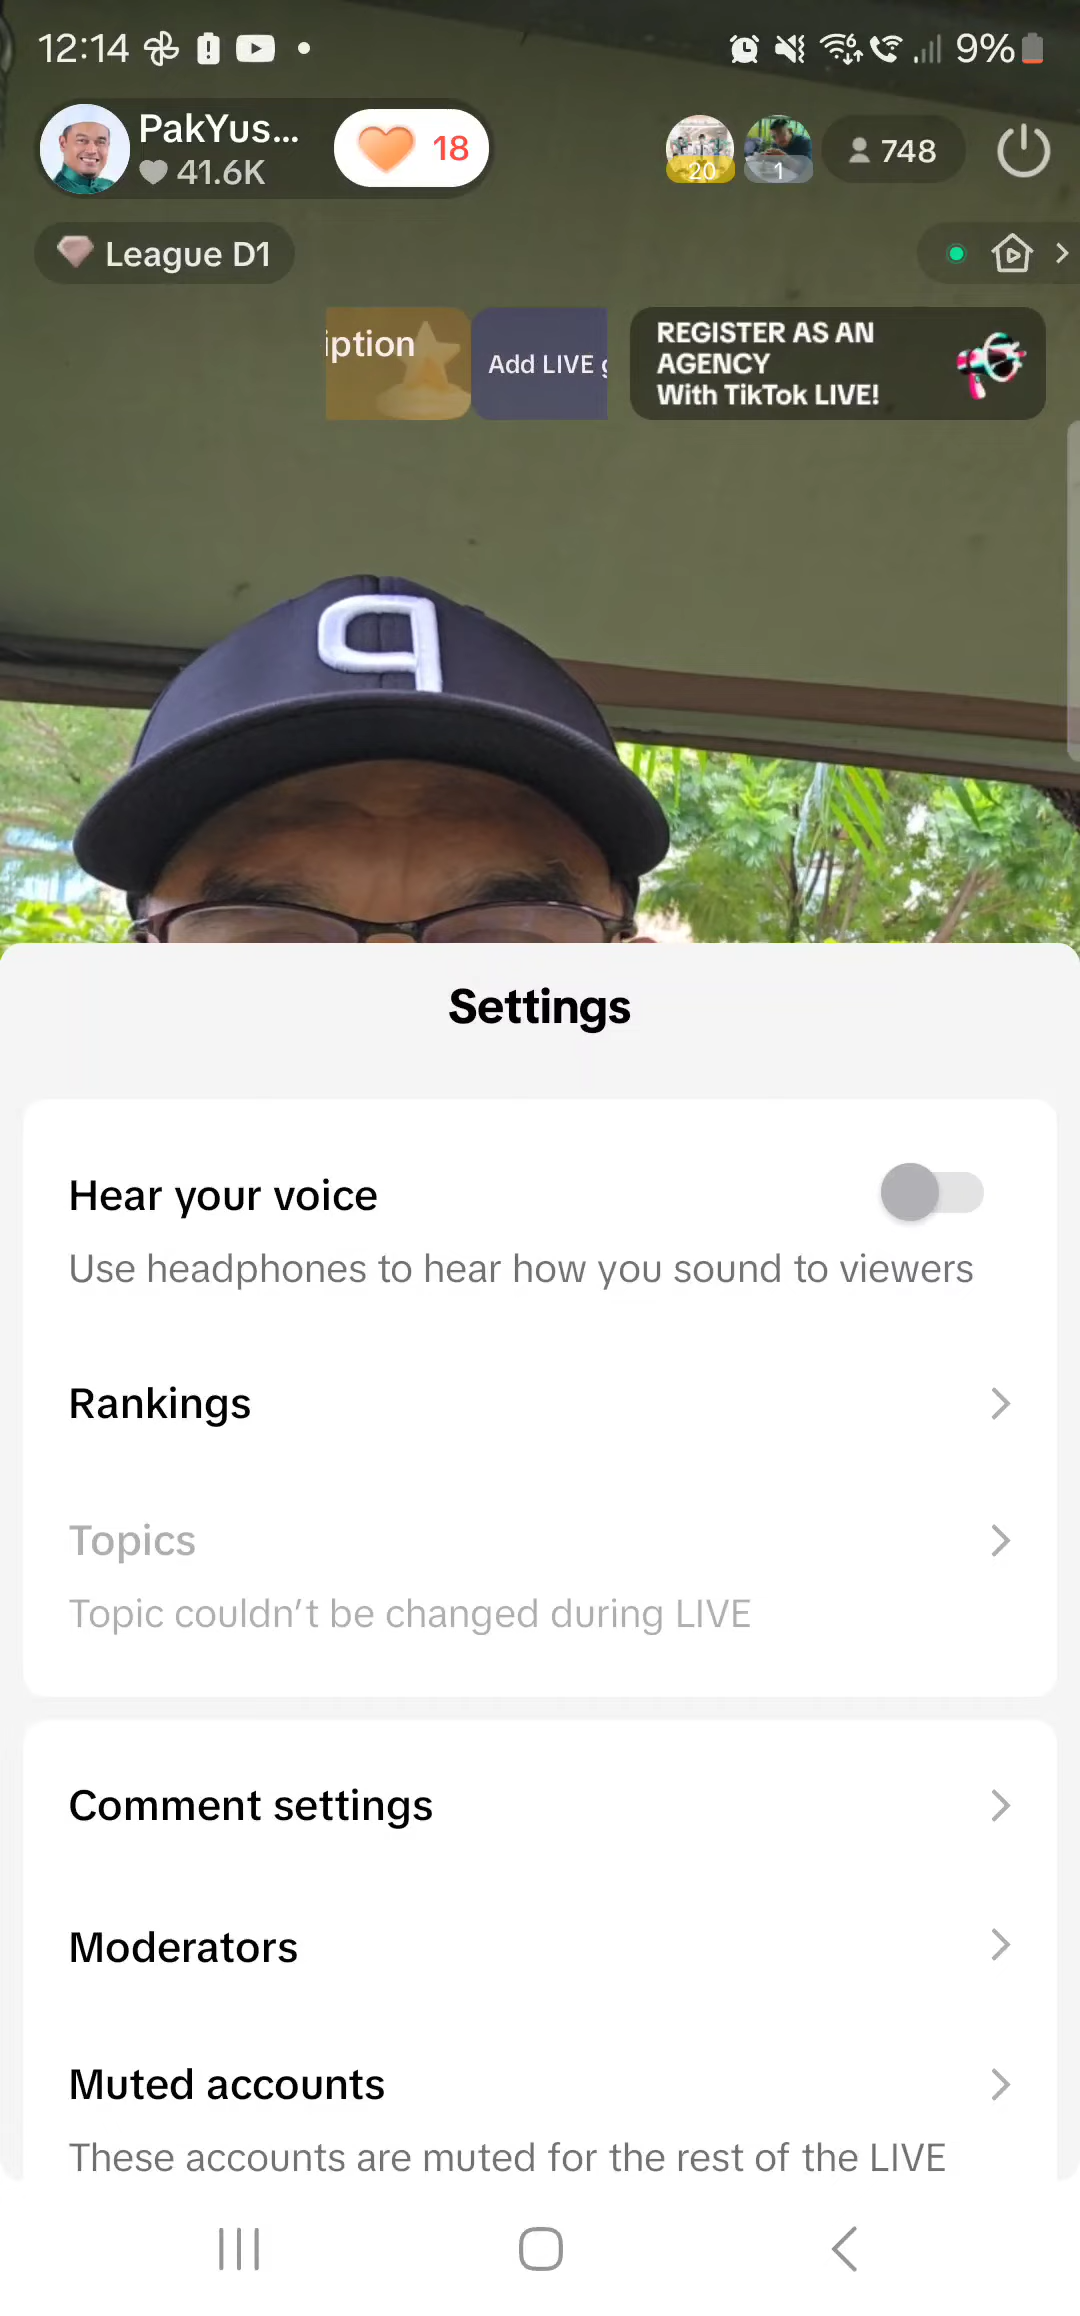 12:14
9%
PakYus...
41.6K
18
20
1
748
League D1
iption
Add LIVE g
REGISTER AS AN
AGENCY
With TikTok LIVE!
Settings
Hear your voice
Use headphones to hear how you sound to viewers
Rankings
Topics
Topic couldn't be changed during LIVE
Comment settings
Moderators
Muted accounts
These accounts are muted for the rest of the LIVE